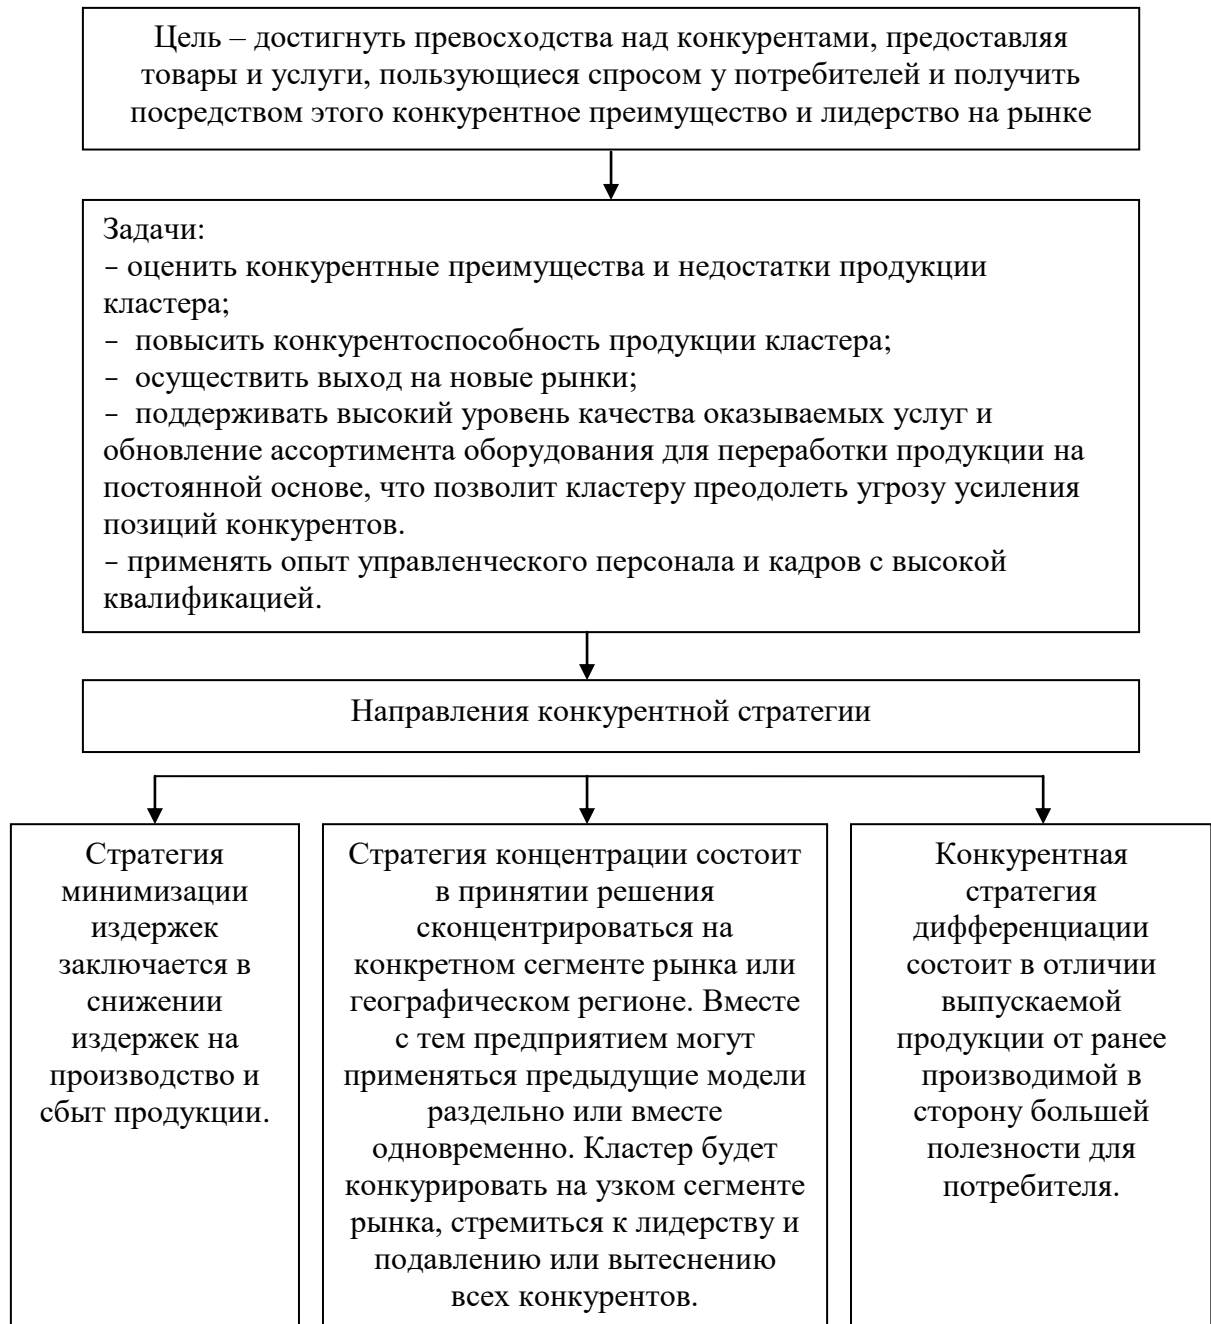 Цель – достигнуть превосходства над конкурентами, предоставляя
товары и услуги, пользующиеся спросом у потребителей и получить
посредством этого конкурентное преимущество и лидерство на рынке
Задачи:
− оценить конкурентные преимущества и недостатки продукции
кластера;
− повысить конкурентоспособность продукции кластера;
− осуществить выход на новые рынки;
− поддерживать высокий уровень качества оказываемых услуг и
обновление ассортимента оборудования для переработки продукции на
постоянной основе, что позволит кластеру преодолеть угрозу усиления
позиций конкурентов.
− применять опыт управленческого персонала и кадров с высокой
квалификацией.
Направления конкурентной стратегии
Стратегия
минимизации
издержек
заключается в
снижении
издержек на
производство и
сбыт продукции.
Стратегия концентрации состоит
в принятии решения
сконцентрироваться на
конкретном сегменте рынка или
географическом регионе. Вместе
с тем предприятием могут
применяться предыдущие модели
раздельно или вместе
одновременно. Кластер будет
конкурировать на узком сегменте
рынка, стремиться к лидерству и
подавлению или вытеснению
всех конкурентов.
Конкурентная
стратегия
дифференциации
состоит в отличии
выпускаемой
продукции от ранее
производимой в
сторону большей
полезности для
потребителя.